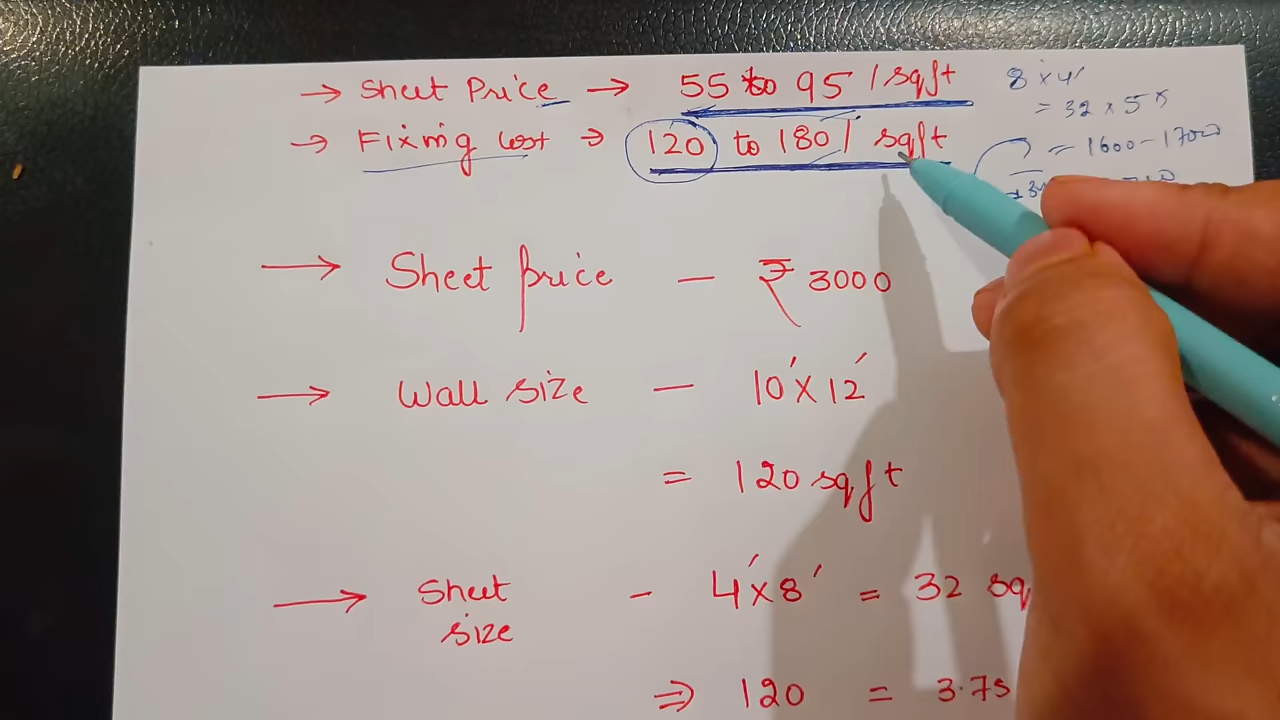 → Sheet Price → 55 to 95 / sqft
→ Fixing cost ⇒ 120 to 180 / sqft
8 x 4'
= 32 x 55
= 1600-1700
→ Sheet price — ₹ 3000
→ Wall size — 10' x 12'
= 120 sqft
→ Sheet size - 4' x 8' = 32 sq
⇒ 120 = 3.75